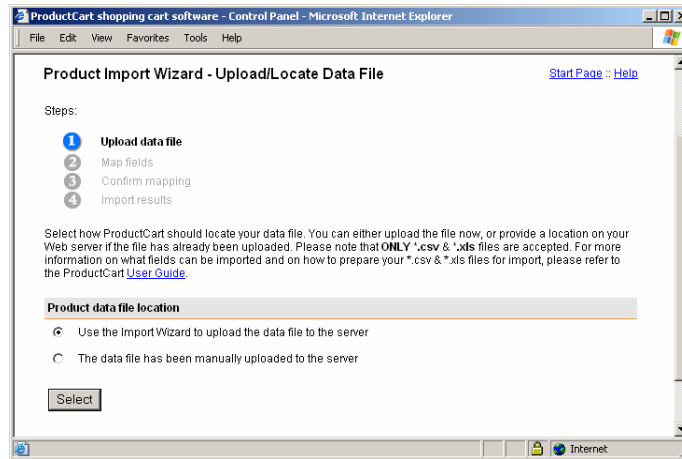 ProductCart shopping cart software - Control Panel - Microsoft Internet Explorer
File Edit View Favorites Tools Help
Product Import Wizard - Upload/Locate Data File
Start Page :: Help
Steps:
1 Upload data file
2 Map fields
3 Confirm mapping
4 Import results
Select how ProductCart should locate your data file. You can either upload the file now, or provide a location on your
Web server if the file has already been uploaded. Please note that ONLY *.csv & *.xls files are accepted. For more
information on what fields can be imported and on how to prepare your *.csv & *.xls files for import, please refer to
the ProductCart User Guide.
Product data file location
Use the Import Wizard to upload the data file to the server
The data file has been manually uploaded to the server
Select
Internet